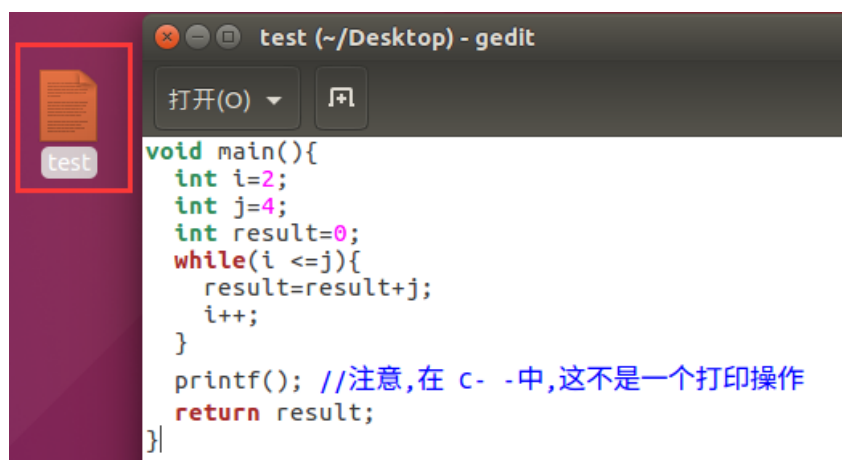 test (~/Desktop) - gedit
打开(O)
test
void main(){
  int i=2;
  int j=4;
  int result=0;
  while(i <=j){
    result=result+j;
    i++;
  }
  printf(); //注意,在 C- -中,这不是一个打印操作
  return result;
}